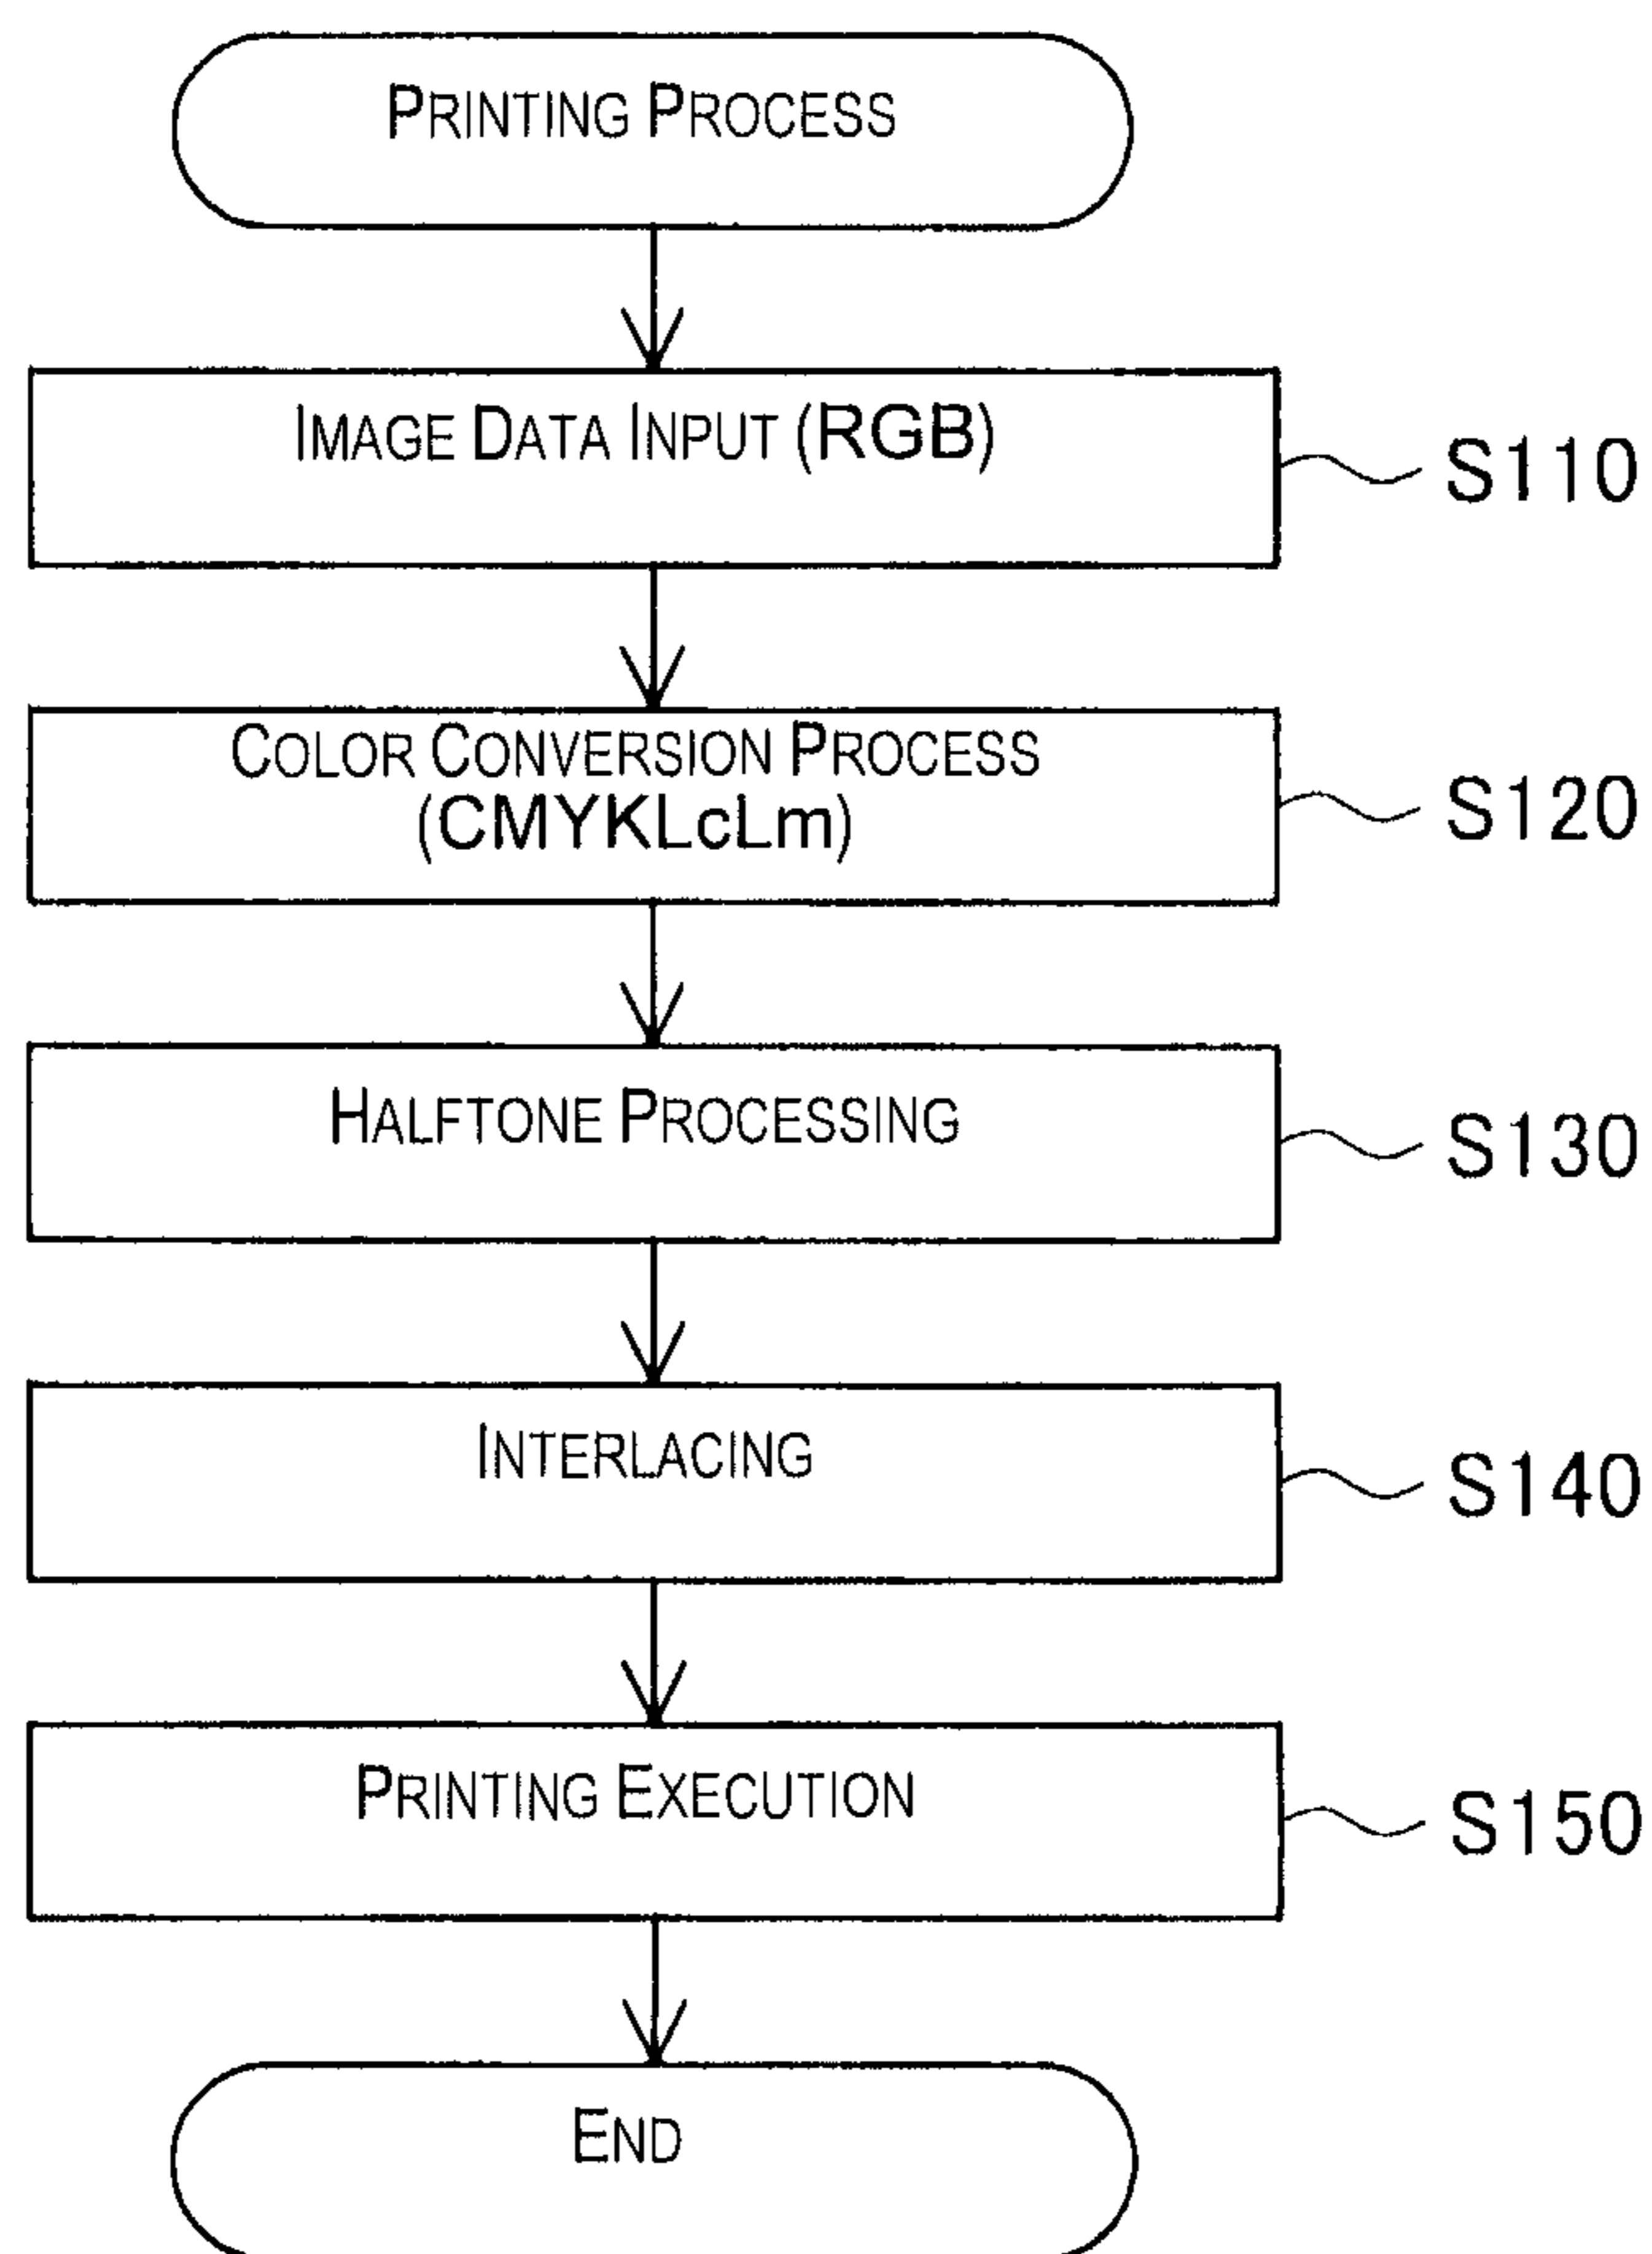 PRINTING PROCESS
IMAGE DATA INPUT (RGB)
S110
COLOR CONVERSION PROCESS
(CMYKLcLm)
S120
HALFTONE PROCESSING
S130
INTERLACING
S140
PRINTING EXECUTION
S150
END